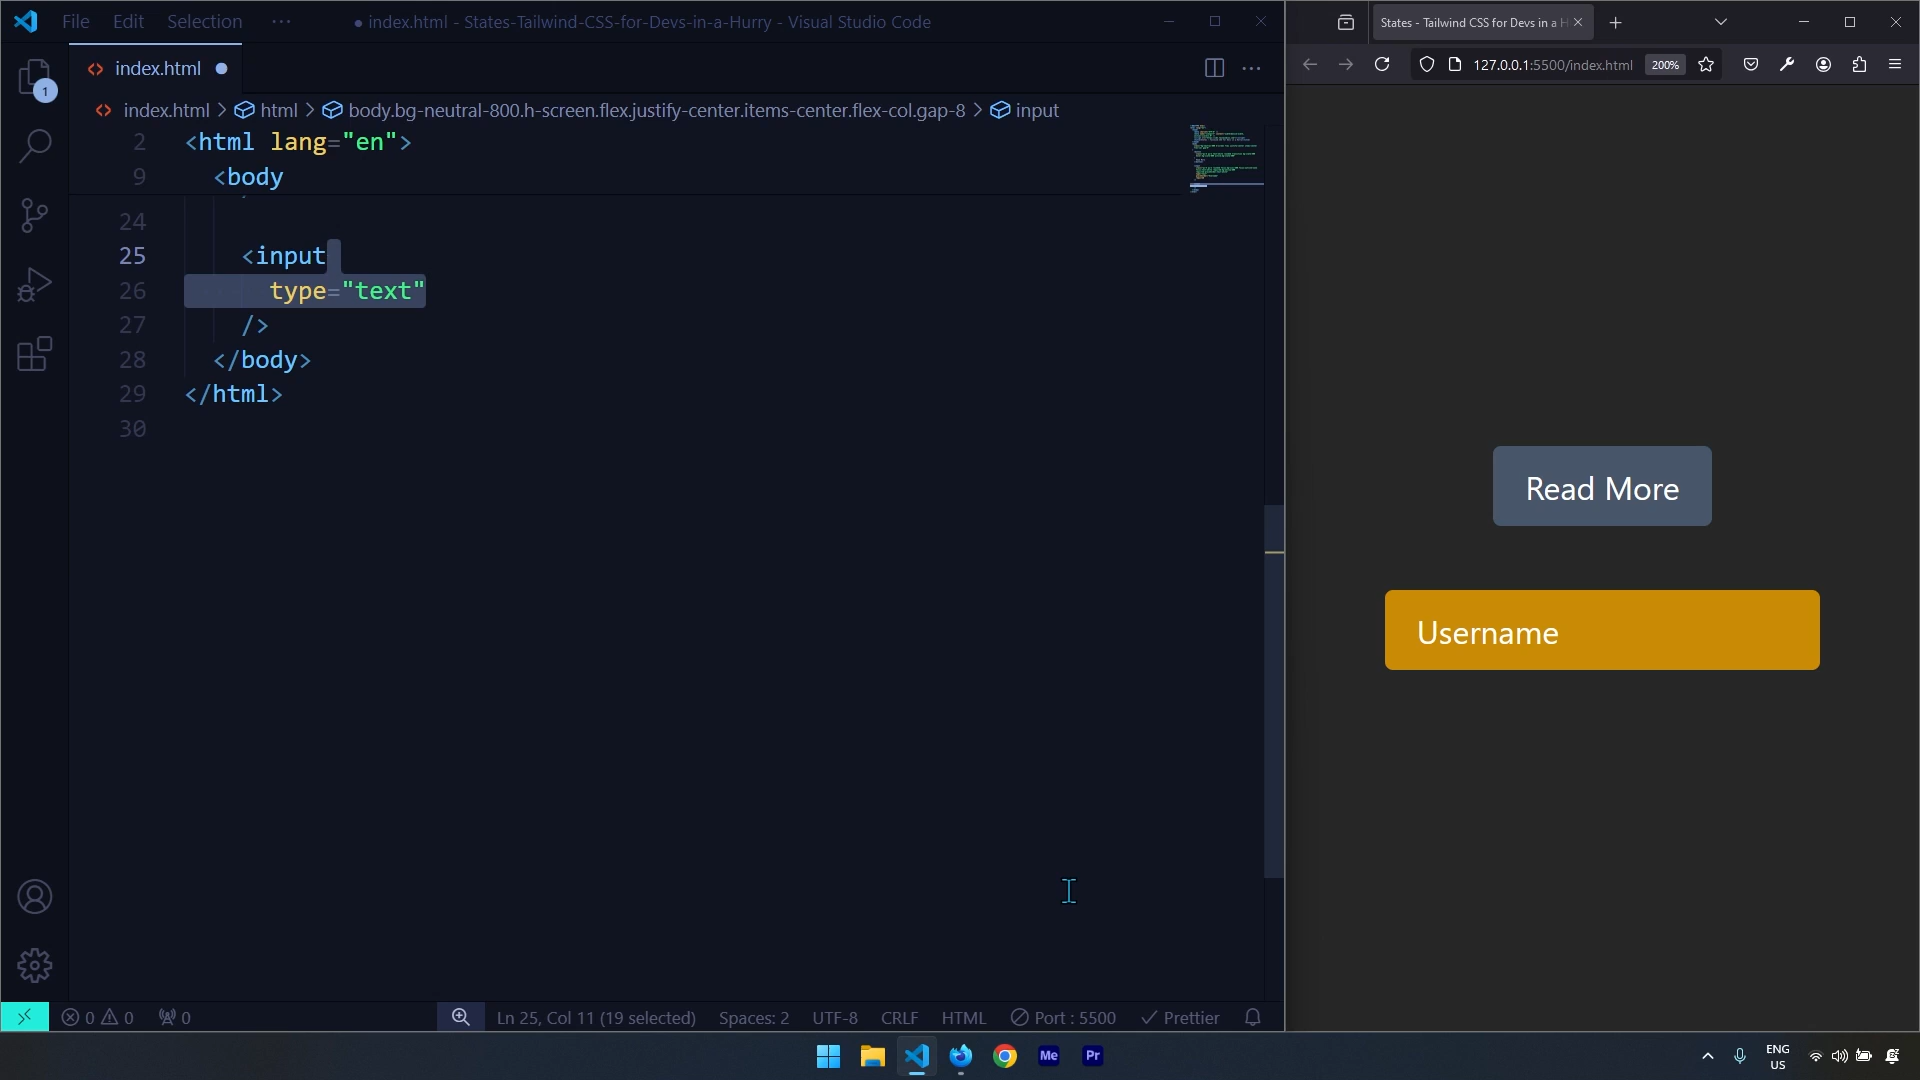 File Edit Selection ··· ● index.html - States-Tailwind-CSS-for-Devs-in-a-Hurry - Visual Studio Code
index.html
index.html > html > body.bg-neutral-800.h-screen.flex.justify-center.items-center.flex-col.gap-8 > input
2 <html lang="en">
9 <body
24
25 <input
26 type="text"
27 />
28 </body>
29 </html>
30
1
0 0 0 Ln 25, Col 11 (19 selected) Spaces: 2 UTF-8 CRLF HTML Port : 5500 Prettier
States - Tailwind CSS for Devs in a H
127.0.0.1:5500/index.html 200%
Read More
Username
Me Pr
ENG
US